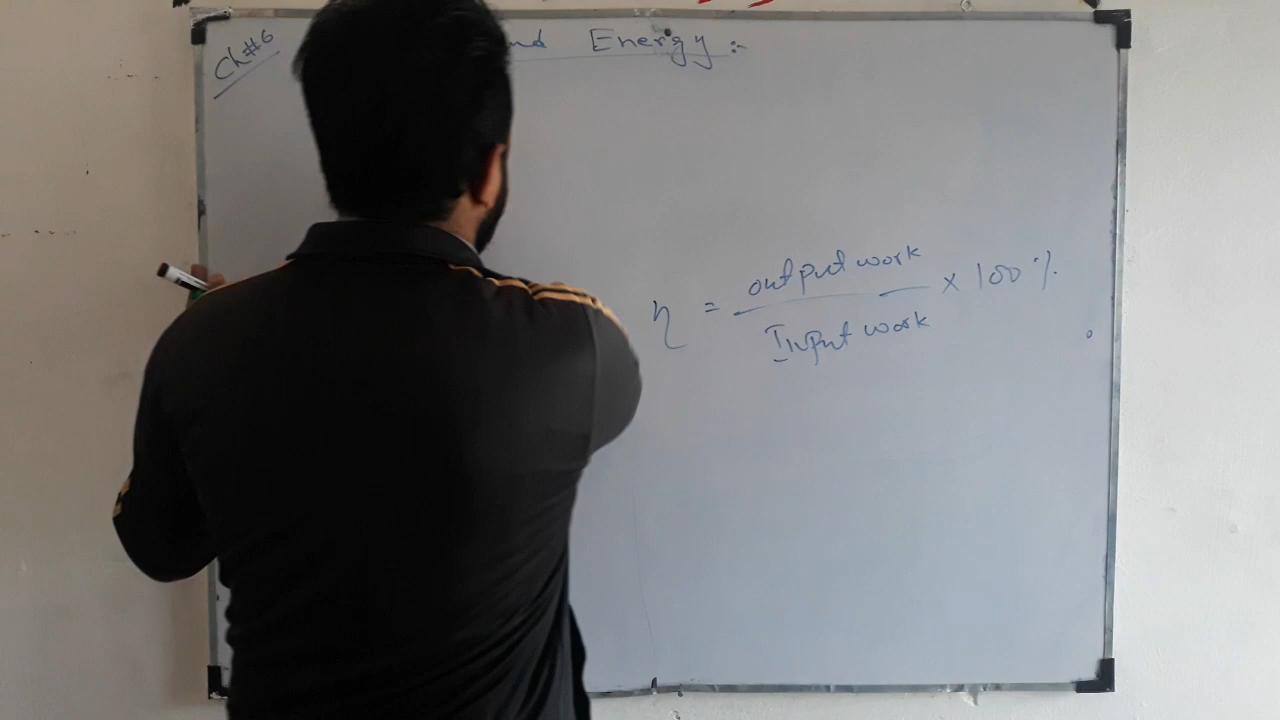 Ch#6 and Energy :-
η = output work / Input work × 100 %